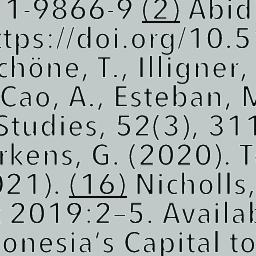 1-9866-9 (2) Abid
ttps://doi.org/10.5
chöne, T., Illigner,
Cao, A., Esteban, M
Studies, 52(3), 311
rkens, G. (2020). T
021). (16) Nicholls,
2019:2–5. Availab
onesia's Capital to